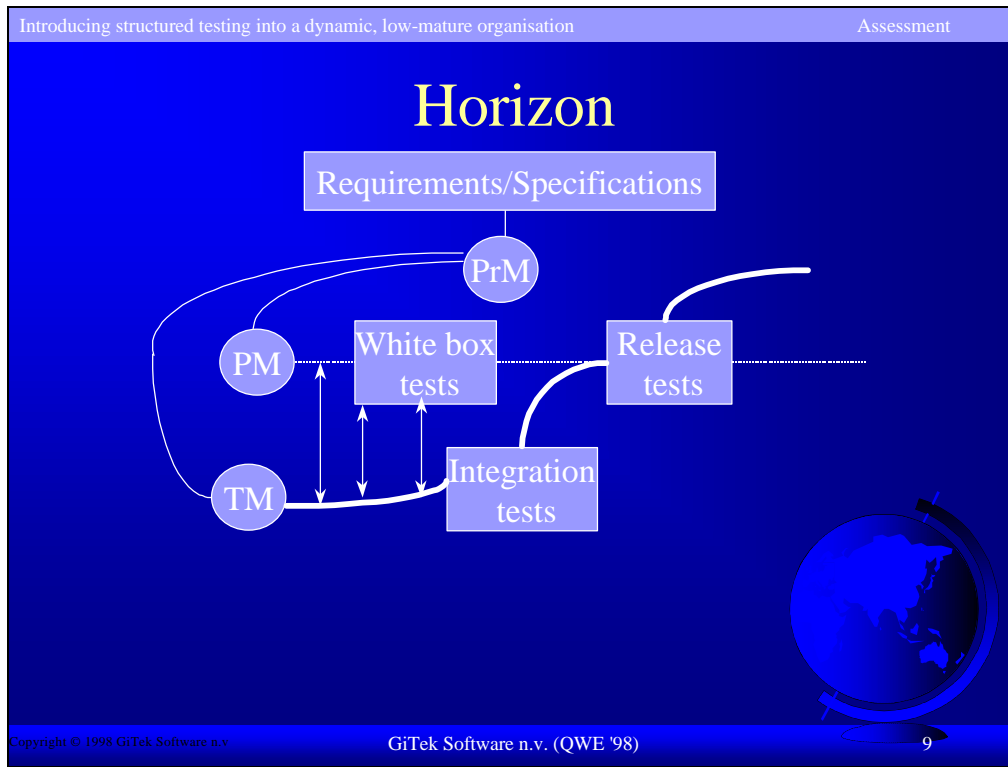 Introducing structured testing into a dynamic, low-mature organisation
Assessment
Horizon
Requirements/Specifications
PrM
PM
White box
tests
Release
tests
TM
Integration
tests
Copyright © 1998 GiTek Software n.v
GiTek Software n.v. (QWE '98)
9